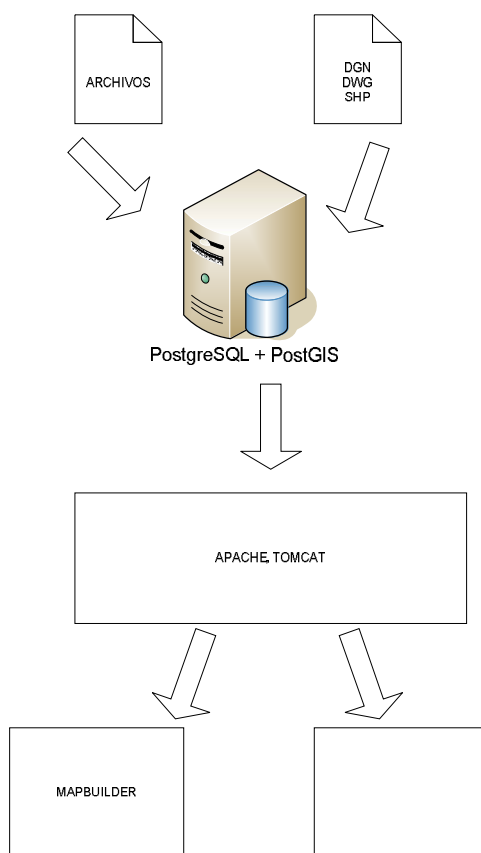 ARCHIVOS
DGN
DWG
SHP
PostgreSQL + PostGIS
APACHE, TOMCAT
MAPBUILDER